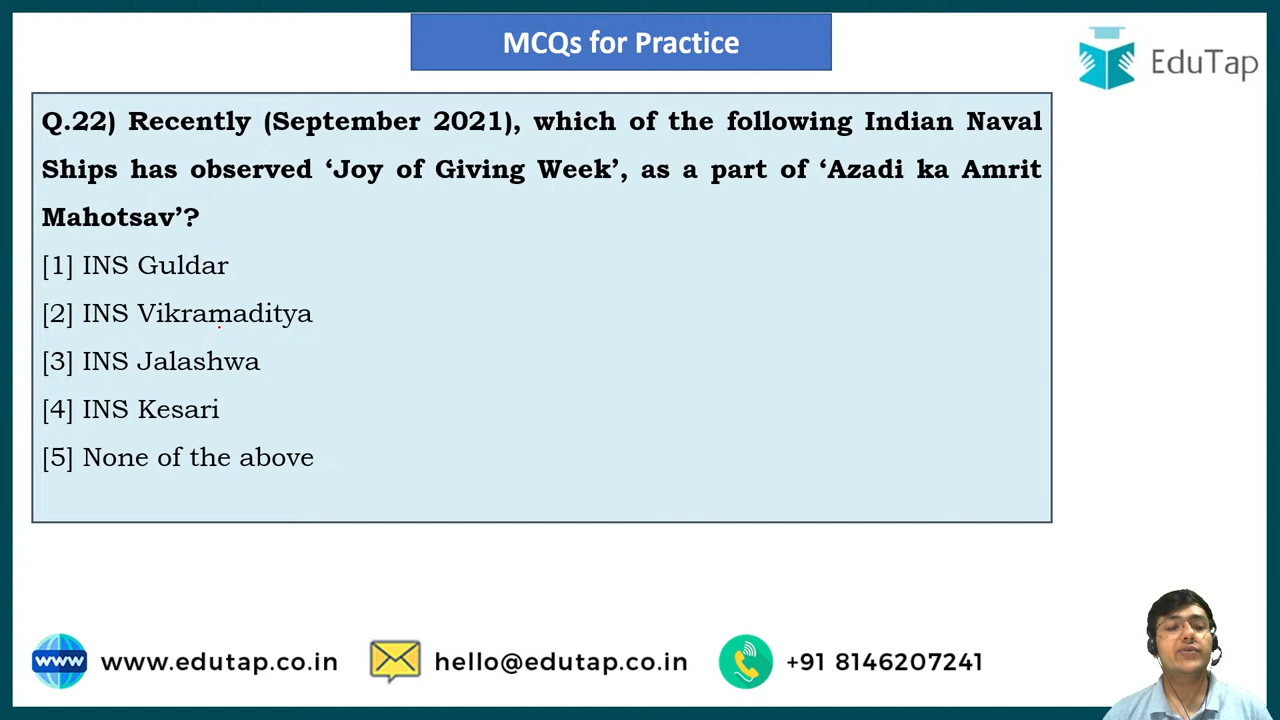 MCQs for Practice
EduTap
Q.22) Recently (September 2021), which of the following Indian Naval
Ships has observed ‘Joy of Giving Week’, as a part of ‘Azadi ka Amrit
Mahotsav’?
[1] INS Guldar
[2] INS Vikramaditya
[3] INS Jalashwa
[4] INS Kesari
[5] None of the above
www www.edutap.co.in hello@edutap.co.in +91 8146207241